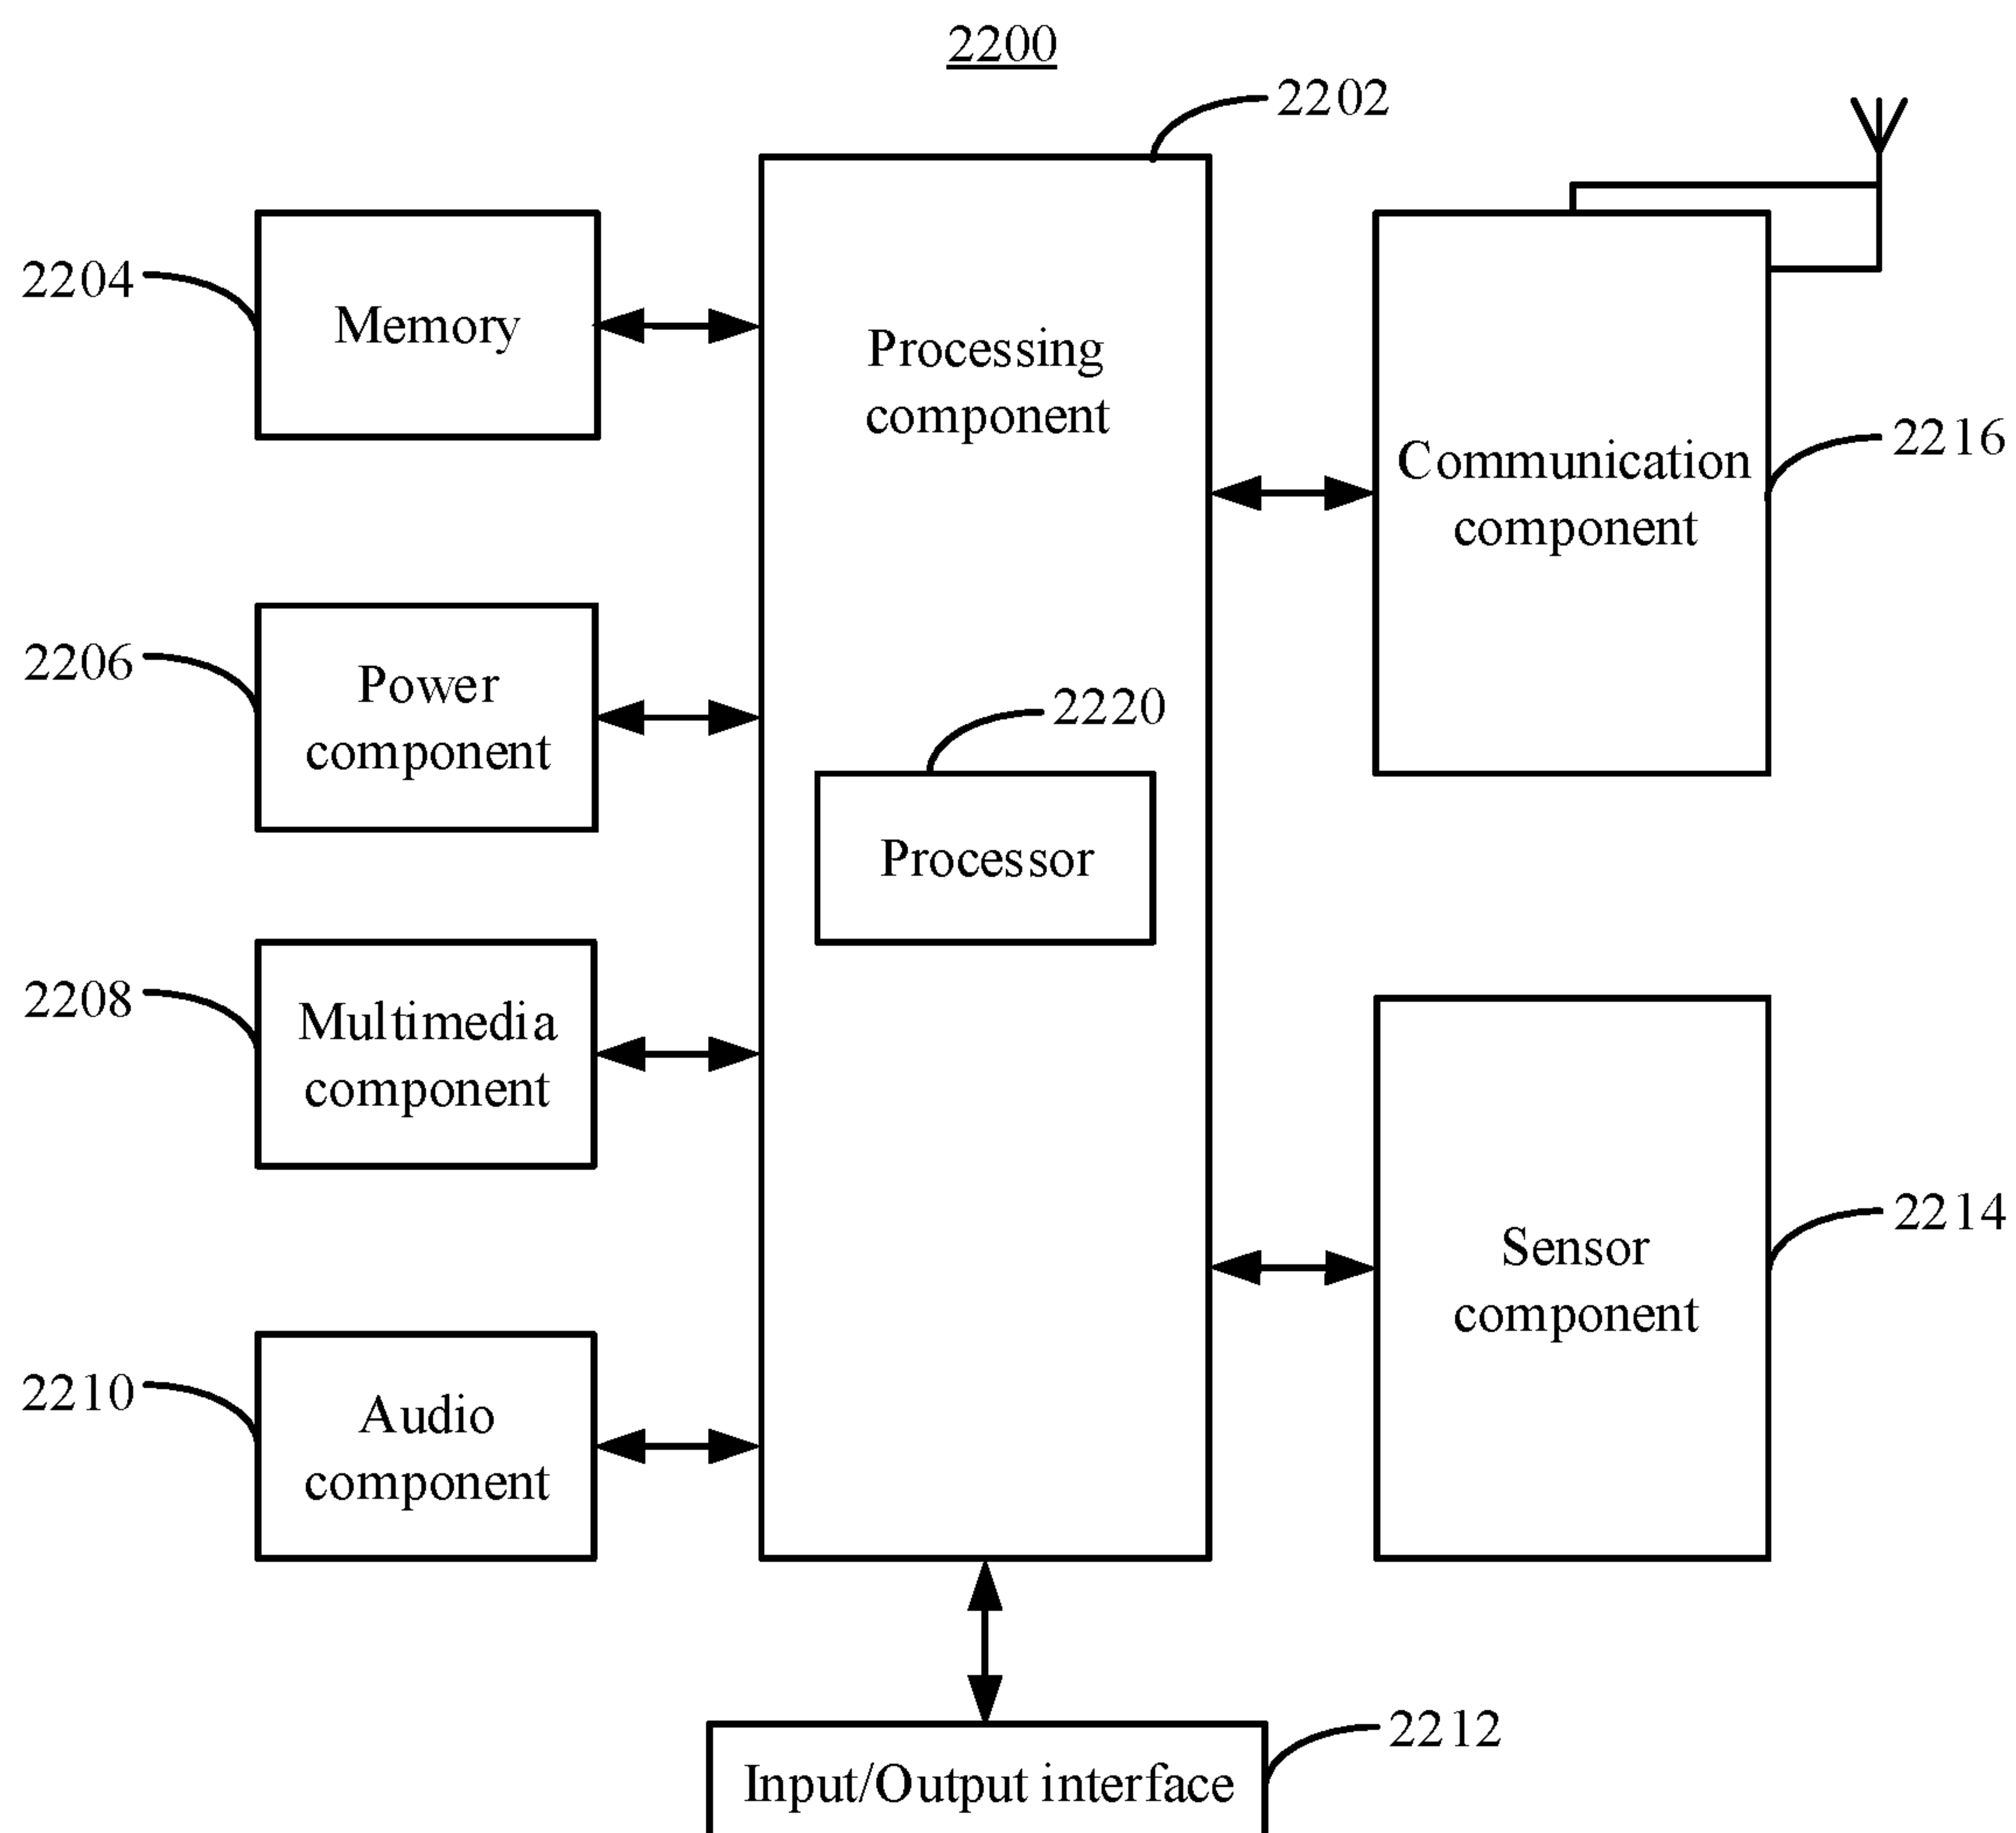 2200
2202
2204
Memory
Processing
component
Communication
component
2216
2206
Power
component
2220
Processor
2208
Multimedia
component
Sensor
component
2214
2210
Audio
component
2212
Input/Output interface